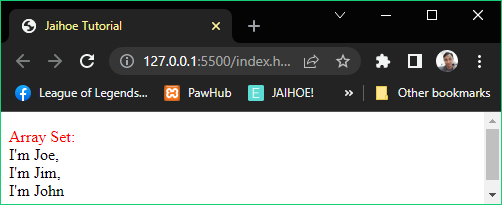 Jaihoe Tutorial
127.0.0.1:5500/index.h...
League of Legends...
PawHub
JAIHOE!
»
Other bookmarks
Array Set:
I'm Joe,
I'm Jim,
I'm John